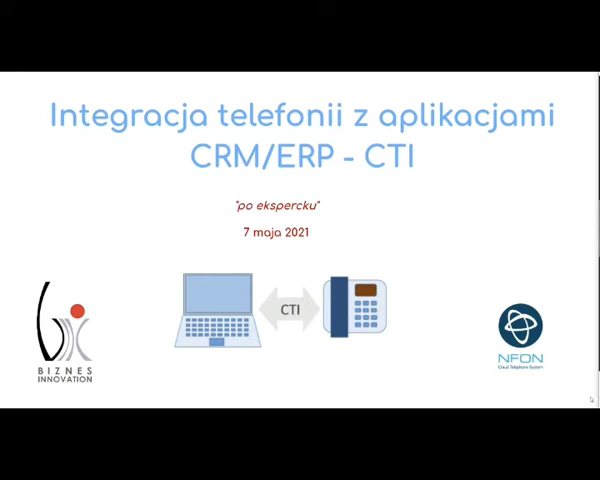 Integracja telefonii z aplikacjami
CRM/ERP - CTI
"po ekspercku"
7 maja 2021
CTI
BIZNES
INNOVATION
NFON
Cloud Telephone System